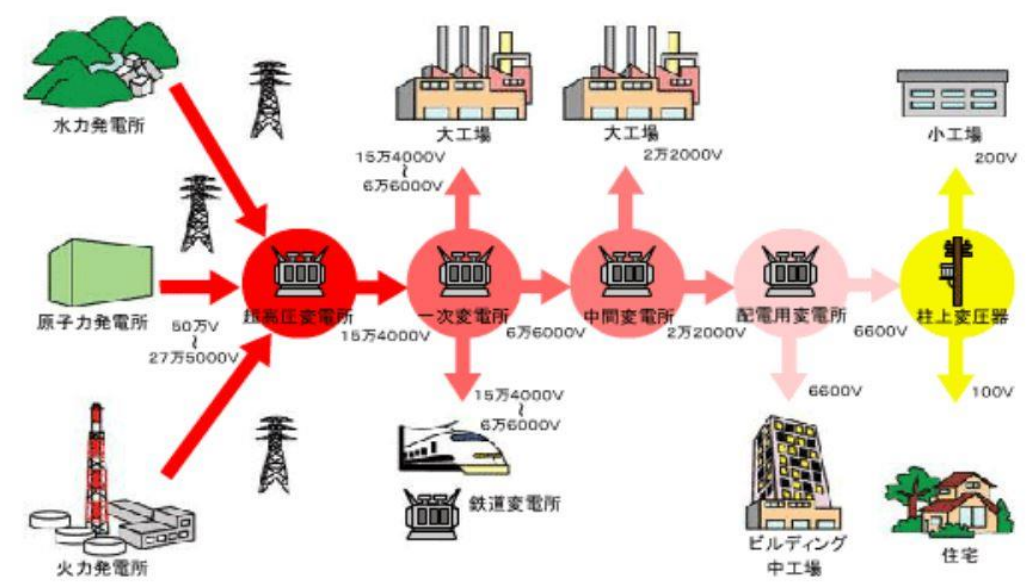 水力発電所
大工場
大工場
小工場
15万4000V
~
6万6000V
2万2000V
200V
原子力発電所
50万V
~
27万5000V
超高圧変電所
15万4000V
一次変電所
6万6000V
中間変電所
2万2000V
配電用変電所
6600V
柱上変圧器
15万4000V
~
6万6000V
6600V
100V
鉄道変電所
火力発電所
ビルディング
中工場
住宅